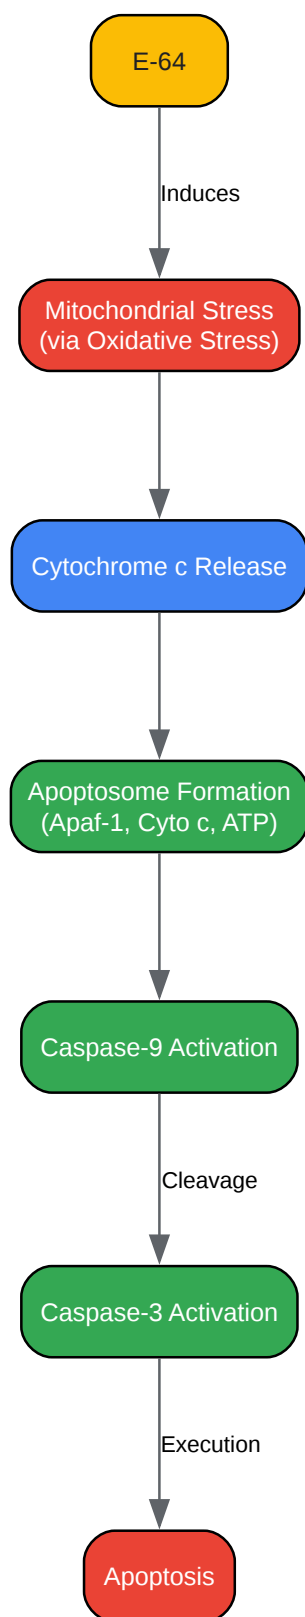 E-64
Induces
Mitochondrial Stress
(via Oxidative Stress)
Cytochrome c Release
Apoptosome Formation
(Apaf-1, Cyto c, ATP)
Caspase-9 Activation
Cleavage
Caspase-3 Activation
Execution
Apoptosis